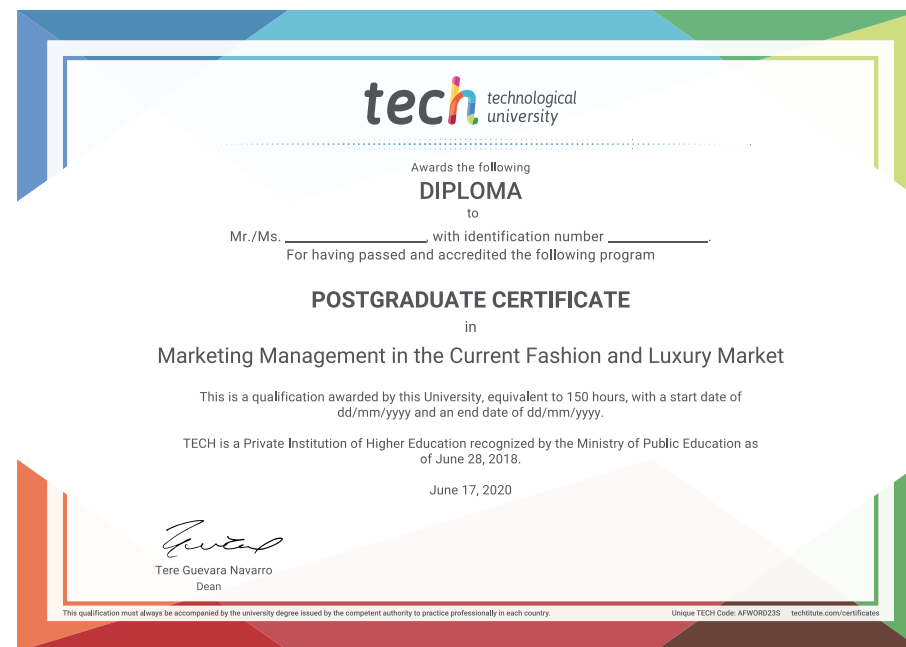 tech technological
university
Awards the following
DIPLOMA
to
Mr./Ms. ____________________, with identification number ______________.
For having passed and accredited the following program
POSTGRADUATE CERTIFICATE
in
Marketing Management in the Current Fashion and Luxury Market
This is a qualification awarded by this University, equivalent to 150 hours, with a start date of
dd/mm/yyyy and an end date of dd/mm/yyyy.
TECH is a Private Institution of Higher Education recognized by the Ministry of Public Education as
of June 28, 2018.
June 17, 2020
Tere Guevara Navarro
Dean
This qualification must always be accompanied by the university degree issued by the competent authority to practice professionally in each country.
Unique TECH Code: AFWORD23S techtitute.com/certificates